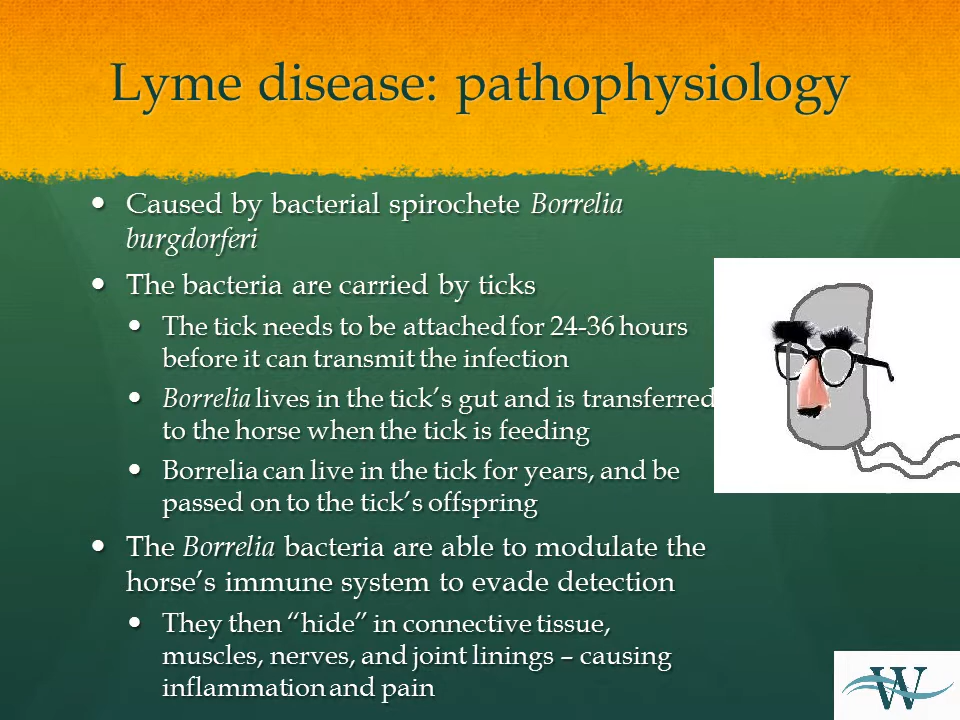 Lyme disease: pathophysiology
• Caused by bacterial spirochete Borrelia
burgdorferi
• The bacteria are carried by ticks
• The tick needs to be attached for 24-36 hours
before it can transmit the infection
• Borrelia lives in the tick’s gut and is transferred
to the horse when the tick is feeding
• Borrelia can live in the tick for years, and be
passed on to the tick’s offspring
• The Borrelia bacteria are able to modulate the
horse’s immune system to evade detection
• They then “hide” in connective tissue,
muscles, nerves, and joint linings – causing
inflammation and pain
W